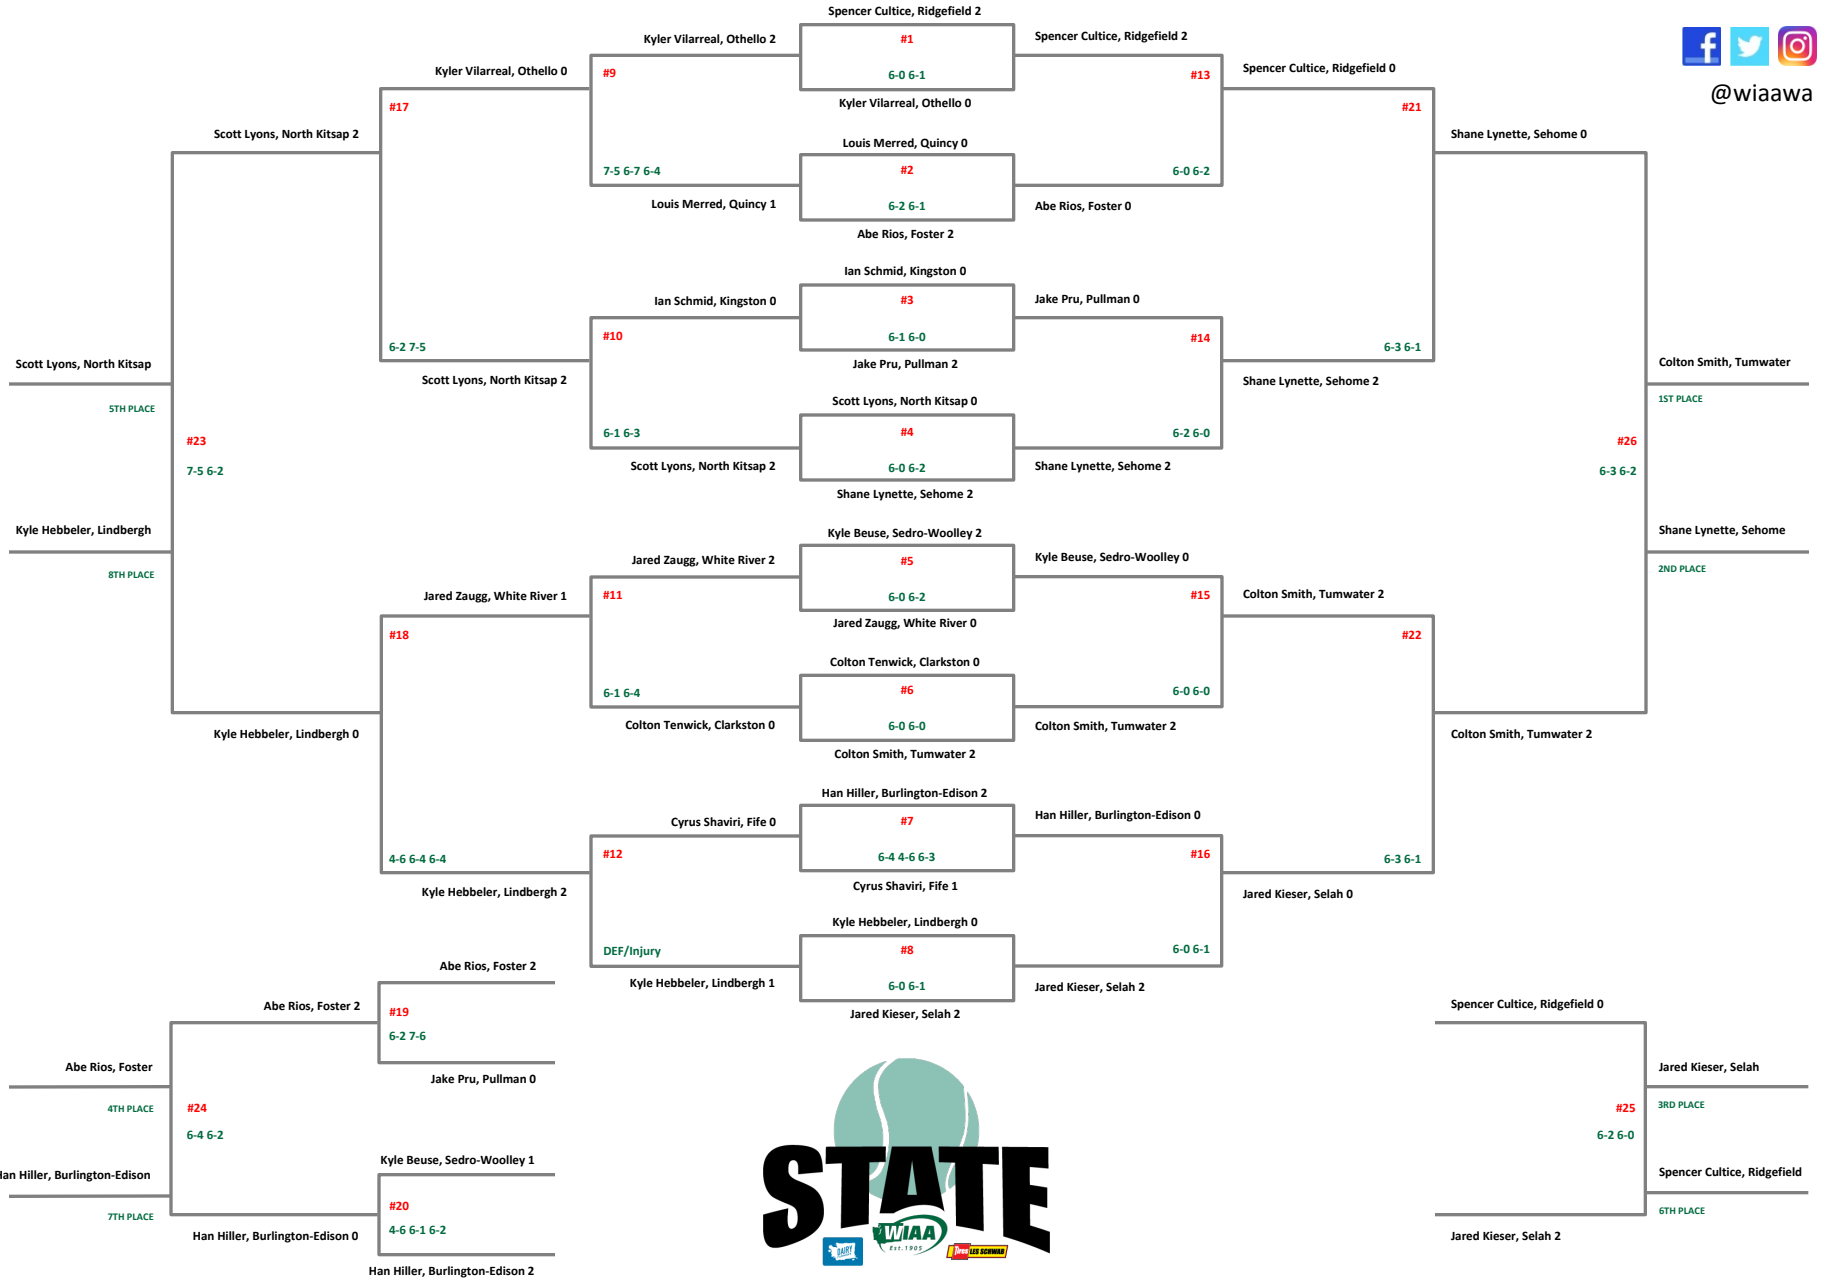 Spencer Cultice, Ridgefield 2
Kyler Vilarreal, Othello 2
#1
Spencer Cultice, Ridgefield 2
Kyler Vilarreal, Othello 0
#9
6-0 6-1
#13
Spencer Cultice, Ridgefield 0
@wiaawa
#17
Kyler Vilarreal, Othello 0
#21
Scott Lyons, North Kitsap 2
Louis Merred, Quincy 0
Shane Lynette, Sehome 0
7-5 6-7 6-4
#2
6-0 6-2
Louis Merred, Quincy 1
6-2 6-1
Abe Rios, Foster 0
Abe Rios, Foster 2
Ian Schmid, Kingston 0
Ian Schmid, Kingston 0
#3
Jake Pru, Pullman 0
#10
6-1 6-0
#14
6-2 7-5
6-3 6-1
Scott Lyons, North Kitsap
Jake Pru, Pullman 2
Colton Smith, Tumwater
Scott Lyons, North Kitsap 2
Shane Lynette, Sehome 2
5TH PLACE
Scott Lyons, North Kitsap 0
1ST PLACE
#23
6-1 6-3
#4
6-2 6-0
#26
7-5 6-2
Scott Lyons, North Kitsap 2
6-0 6-2
Shane Lynette, Sehome 2
6-3 6-2
Shane Lynette, Sehome 2
Kyle Hebbeler, Lindbergh
Kyle Beuse, Sedro-Woolley 2
Shane Lynette, Sehome
Jared Zaugg, White River 2
#5
Kyle Beuse, Sedro-Woolley 0
8TH PLACE
2ND PLACE
Jared Zaugg, White River 1
#11
6-0 6-2
#15
Colton Smith, Tumwater 2
Jared Zaugg, White River 0
#18
#22
Colton Tenwick, Clarkston 0
6-1 6-4
#6
6-0 6-0
Colton Tenwick, Clarkston 0
6-0 6-0
Colton Smith, Tumwater 2
Kyle Hebbeler, Lindbergh 0
Colton Smith, Tumwater 2
Colton Smith, Tumwater 2
Han Hiller, Burlington-Edison 2
Cyrus Shaviri, Fife 0
#7
Han Hiller, Burlington-Edison 0
4-6 6-4 6-4
#12
6-4 4-6 6-3
#16
6-3 6-1
Kyle Hebbeler, Lindbergh 2
Cyrus Shaviri, Fife 1
Jared Kieser, Selah 0
Kyle Hebbeler, Lindbergh 0
DEF/Injury
#8
6-0 6-1
Abe Rios, Foster 2
Kyle Hebbeler, Lindbergh 1
6-0 6-1
Jared Kieser, Selah 2
Abe Rios, Foster 2
#19
Jared Kieser, Selah 2
Spencer Cultice, Ridgefield 0
6-2 7-6
Abe Rios, Foster
Jake Pru, Pullman 0
Jared Kieser, Selah
4TH PLACE
#24
#25
3RD PLACE
6-4 6-2
6-2 6-0
Kyle Beuse, Sedro-Woolley 1
Han Hiller, Burlington-Edison
Spencer Cultice, Ridgefield
7TH PLACE
#20
6TH PLACE
Han Hiller, Burlington-Edison 0
4-6 6-1 6-2
Jared Kieser, Selah 2
Han Hiller, Burlington-Edison 2
STATE
WIAA
Est. 1905
DAIRY
Tires LES SCHWAB